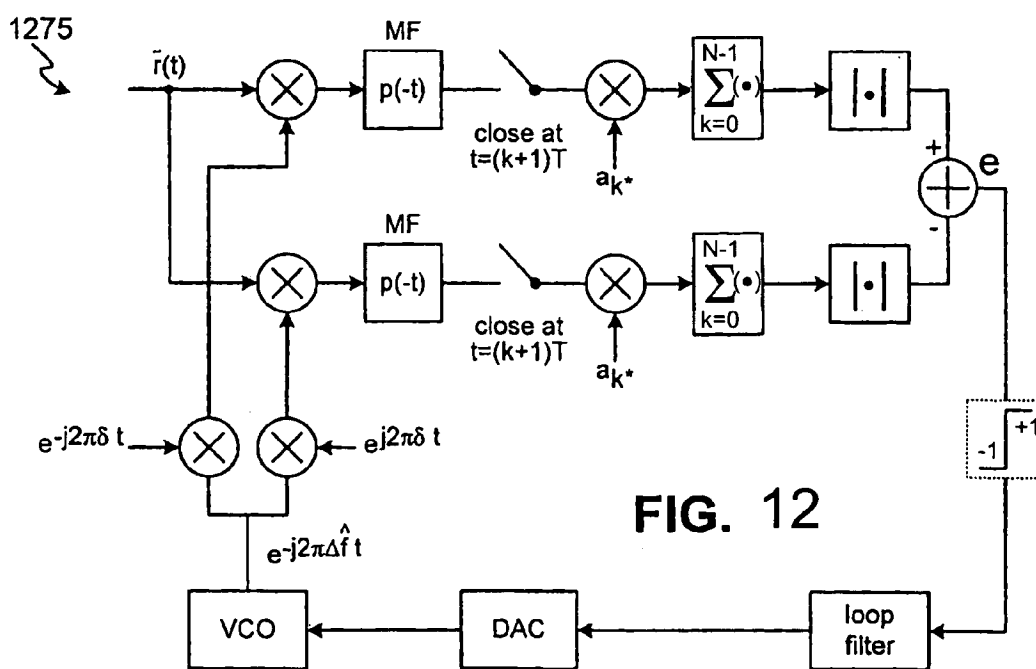 1275
r̃(t)
MF
p(-t)
close at
t=(k+1)T
a_k*
N-1
∑(•)
k=0
|•|
+
e
-
MF
p(-t)
close at
t=(k+1)T
a_k*
N-1
∑(•)
k=0
|•|
e^-j2πδ t
e^j2πδ t
-1
+1
FIG. 12
e^-j2πΔf̂ t
VCO
DAC
loop
filter